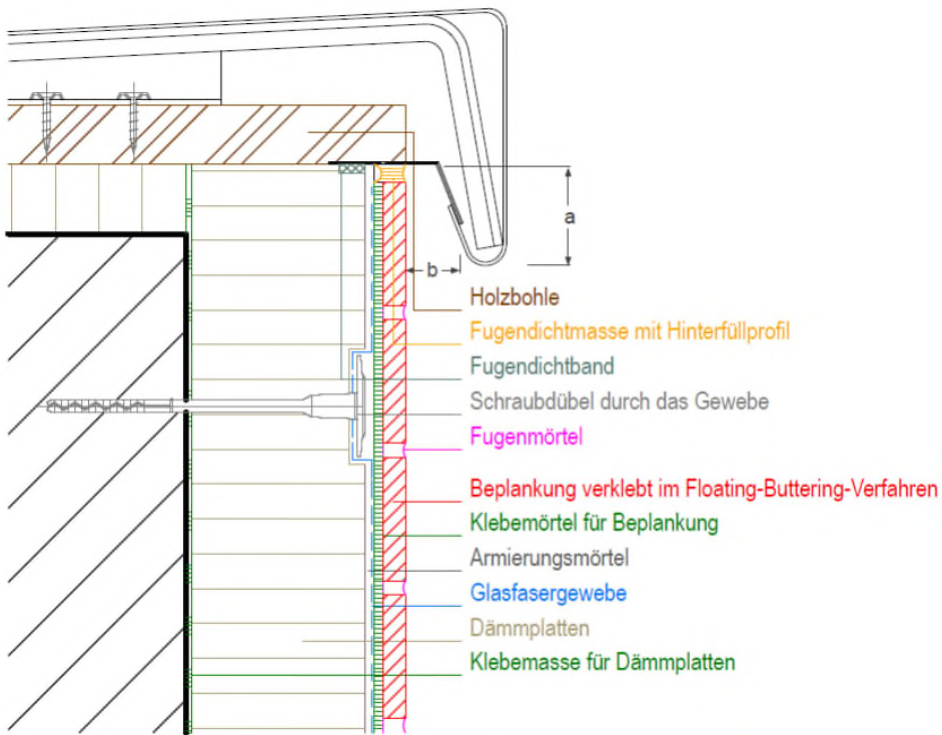 a
b
Holzbohle
Fugendichtmasse mit Hinterfüllprofil
Fugendichtband
Schraubdübel durch das Gewebe
Fugenmörtel
Beplankung verklebt im Floating-Buttering-Verfahren
Klebemörtel für Beplankung
Armierungsmörtel
Glasfasergewebe
Dämmplatten
Klebemasse für Dämmplatten